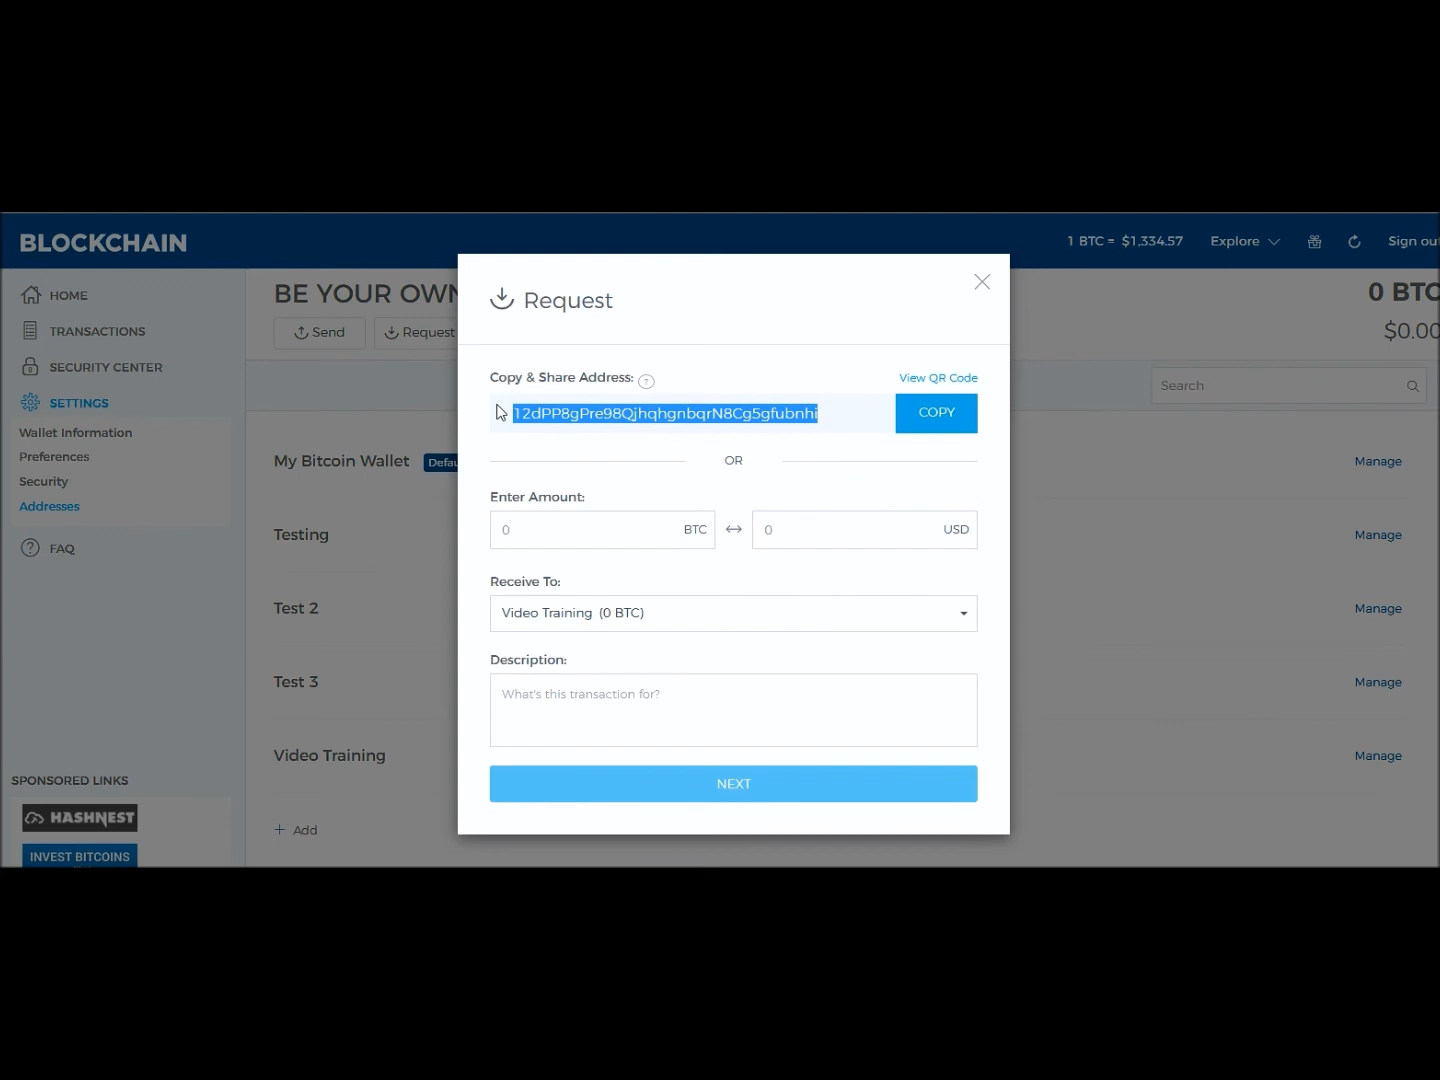 BLOCKCHAIN
1 BTC = $1,334.57
Explore
Sign out
HOME
TRANSACTIONS
SECURITY CENTER
SETTINGS
Wallet Information
Preferences
Security
Addresses
FAQ
SPONSORED LINKS
HASHNEST
INVEST BITCOINS
BE YOUR OWN
0 BTC
Send
Request
$0.00
Search
My Bitcoin Wallet
Defau
Manage
Testing
Manage
Test 2
Manage
Test 3
Manage
Video Training
Manage
+ Add
Request
Copy & Share Address: ?
View QR Code
12dPP8gPre98QjhqhgnbqrN8Cg5gfubnhi
COPY
OR
Enter Amount:
0 BTC
0 USD
Receive To:
Video Training (0 BTC)
Description:
What's this transaction for?
NEXT